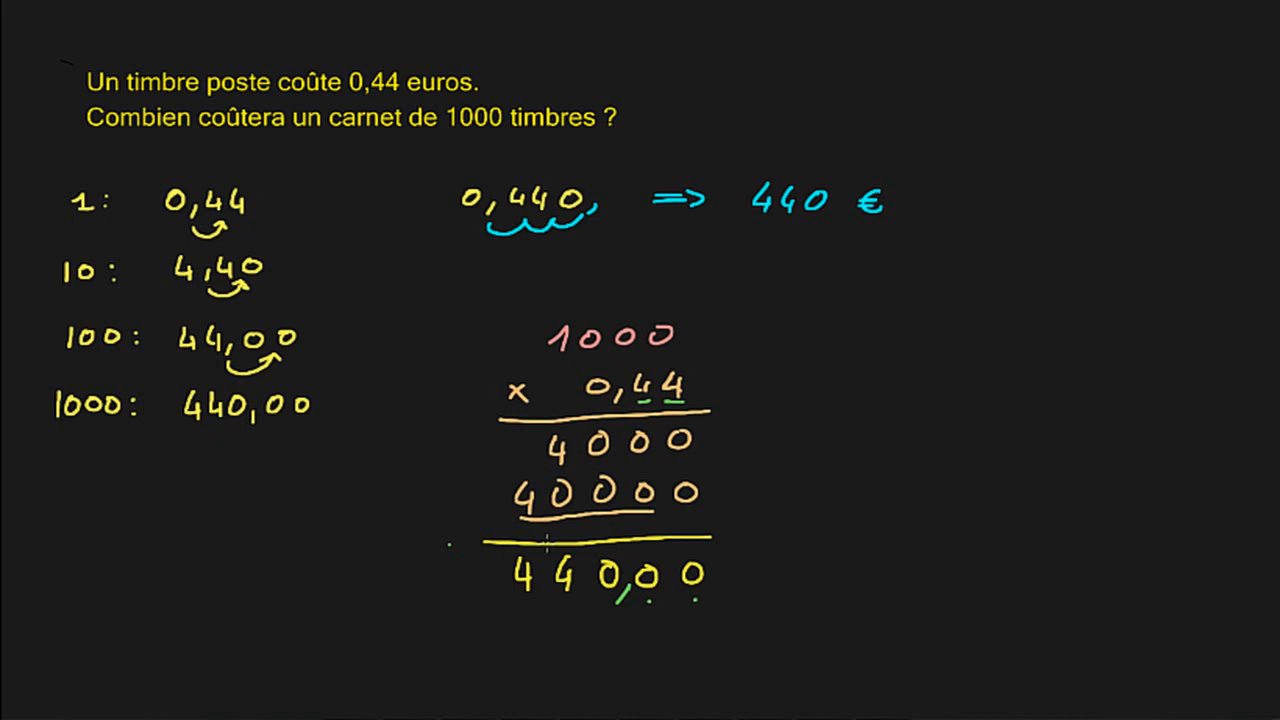 Un timbre poste coûte 0,44 euros.
Combien coûtera un carnet de 1000 timbres ?
1: 0,44
0,440, => 440 €
10: 4,40
100: 44,00
1000: 440,00
1000
x 0,44
4000
40000
440,00